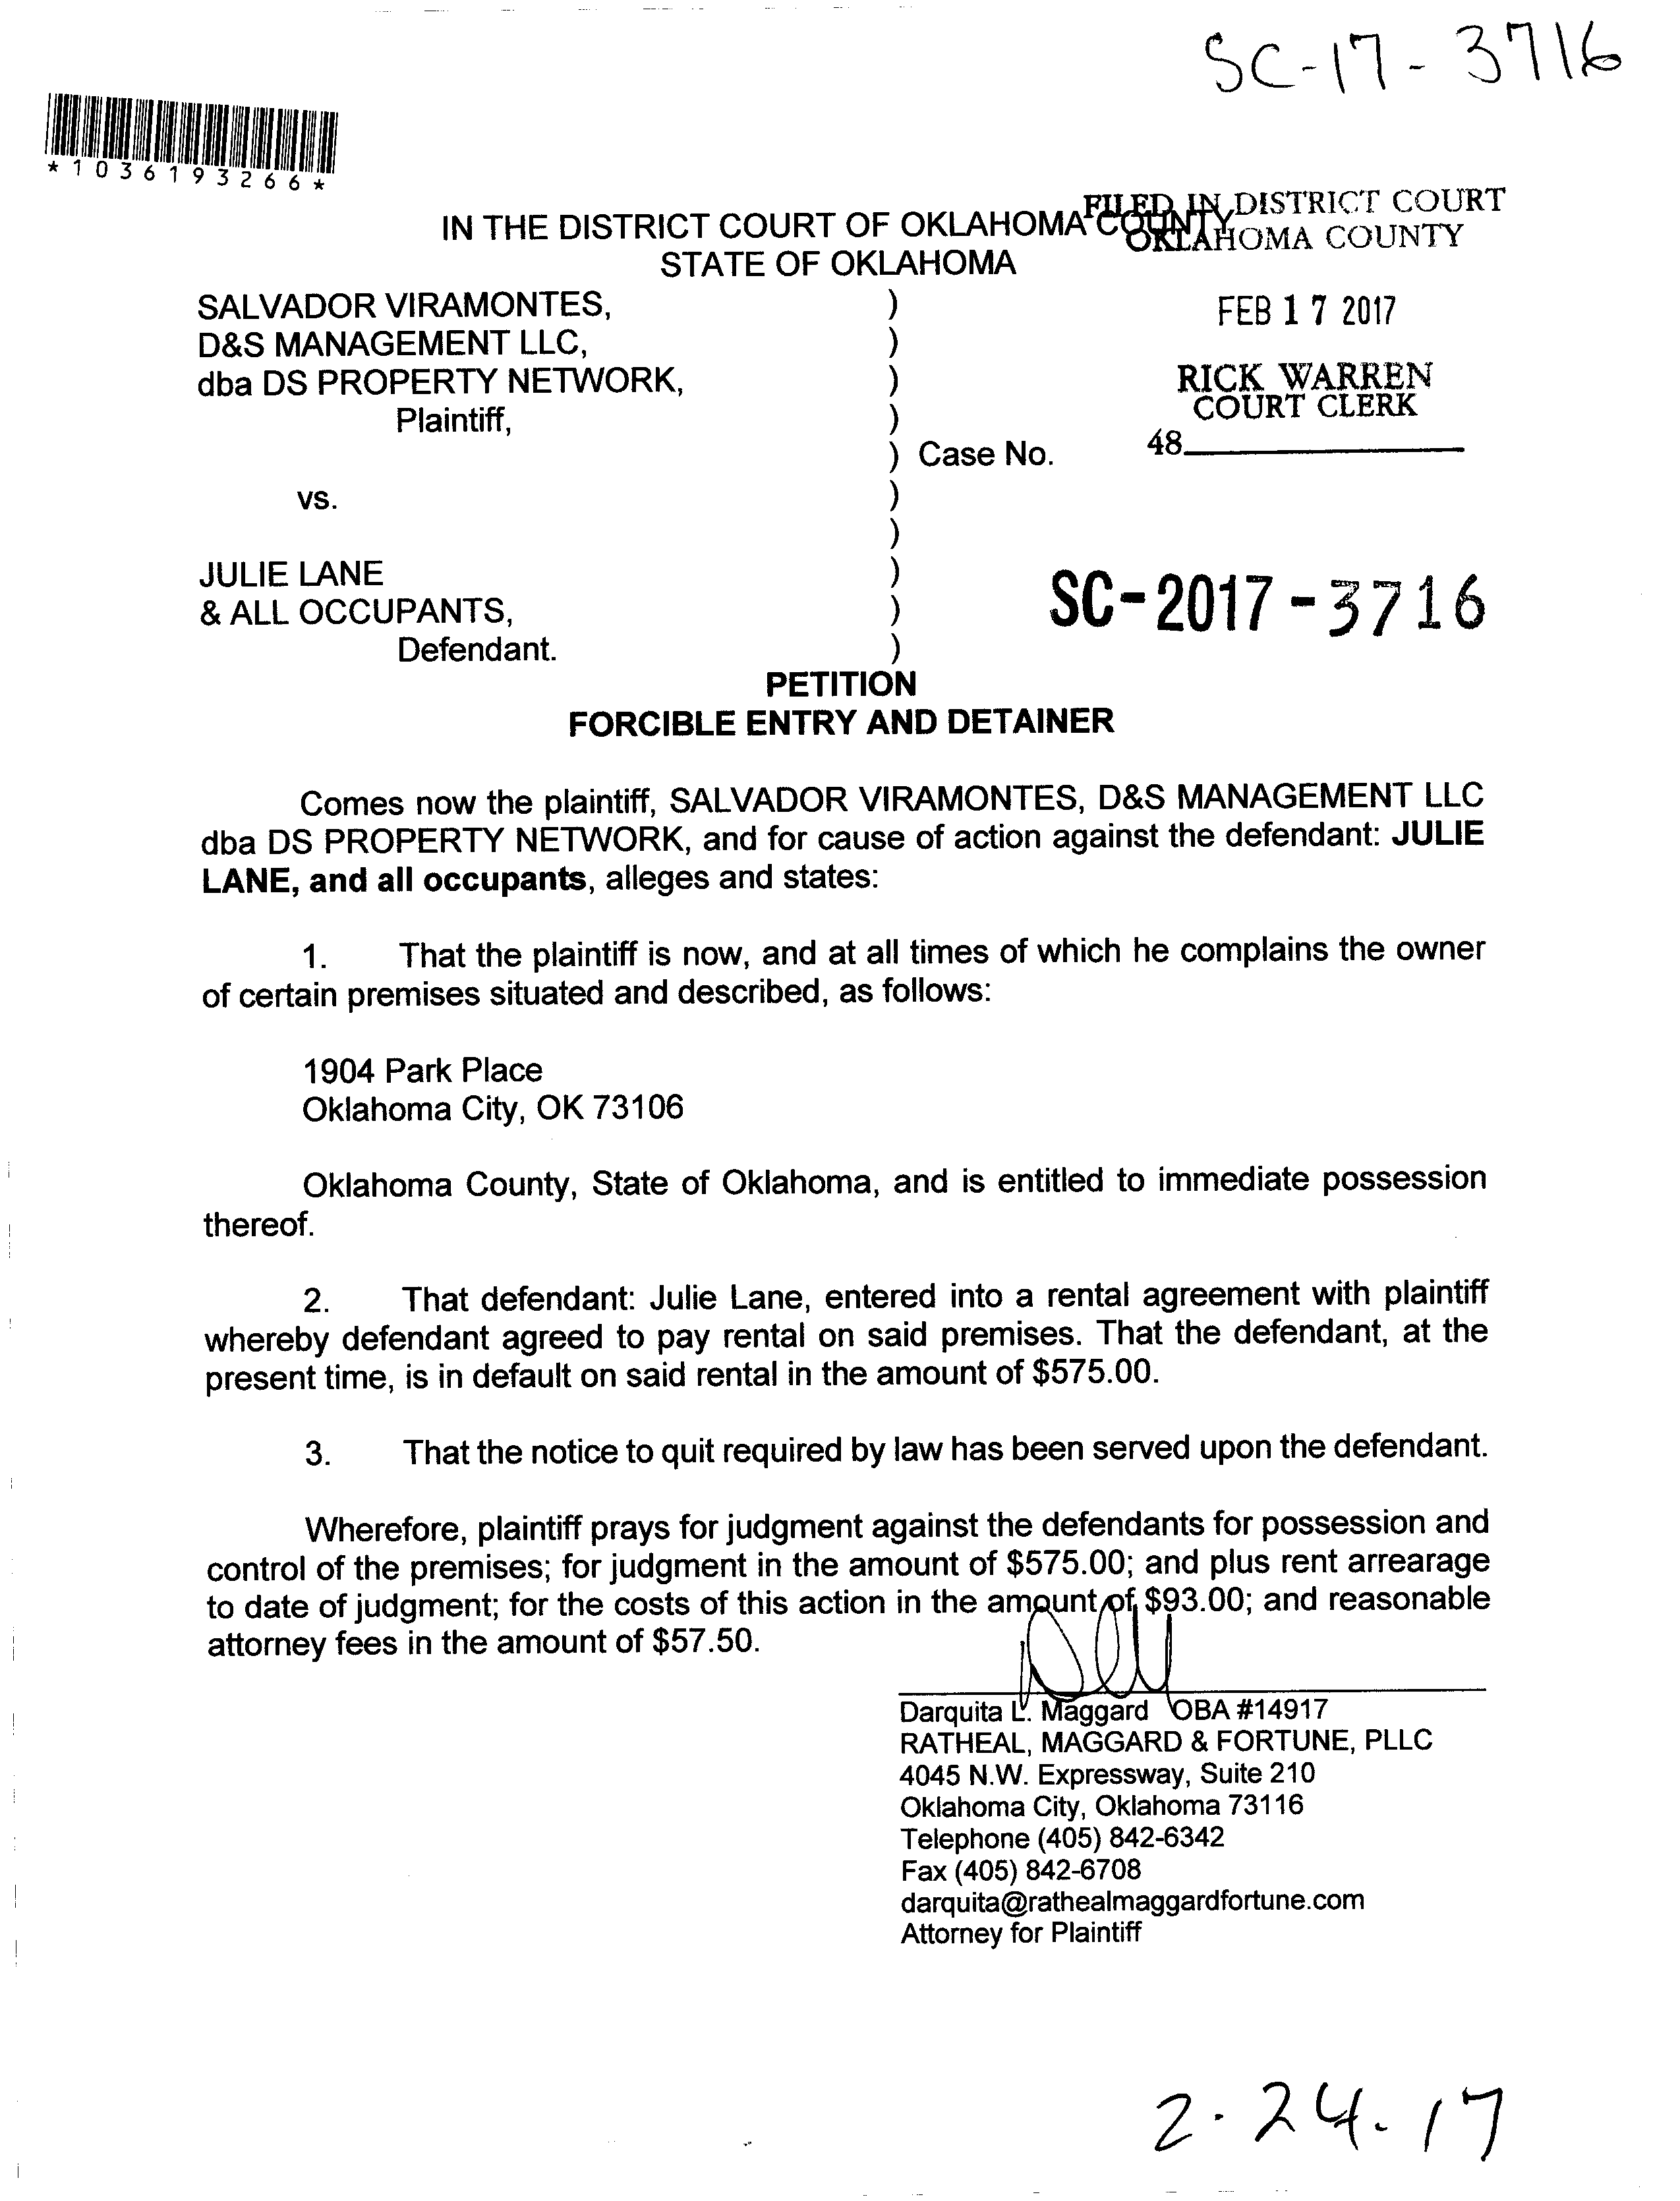 SC-17-3716
*1036193266*
FILED IN DISTRICT COURT
OKLAHOMA COUNTY
IN THE DISTRICT COURT OF OKLAHOMA COUNTY
STATE OF OKLAHOMA
SALVADOR VIRAMONTES, )
D&S MANAGEMENT LLC, )
dba DS PROPERTY NETWORK, )
Plaintiff, )
) Case No.
vs. )
)
JULIE LANE )
& ALL OCCUPANTS, )
Defendant. )
FEB 17 2017
RICK WARREN
COURT CLERK
48
SC-2017-3716
PETITION
FORCIBLE ENTRY AND DETAINER
Comes now the plaintiff, SALVADOR VIRAMONTES, D&S MANAGEMENT LLC
dba DS PROPERTY NETWORK, and for cause of action against the defendant: JULIE
LANE, and all occupants, alleges and states:
1. That the plaintiff is now, and at all times of which he complains the owner
of certain premises situated and described, as follows:
1904 Park Place
Oklahoma City, OK 73106
Oklahoma County, State of Oklahoma, and is entitled to immediate possession
thereof.
2. That defendant: Julie Lane, entered into a rental agreement with plaintiff
whereby defendant agreed to pay rental on said premises. That the defendant, at the
present time, is in default on said rental in the amount of $575.00.
3. That the notice to quit required by law has been served upon the defendant.
Wherefore, plaintiff prays for judgment against the defendants for possession and
control of the premises; for judgment in the amount of $575.00; and plus rent arrearage
to date of judgment; for the costs of this action in the amount of $93.00; and reasonable
attorney fees in the amount of $57.50.
Darquita L. Maggard OBA #14917
RATHEAL, MAGGARD & FORTUNE, PLLC
4045 N.W. Expressway, Suite 210
Oklahoma City, Oklahoma 73116
Telephone (405) 842-6342
Fax (405) 842-6708
darquita@rathealmaggardfortune.com
Attorney for Plaintiff
2.24.17